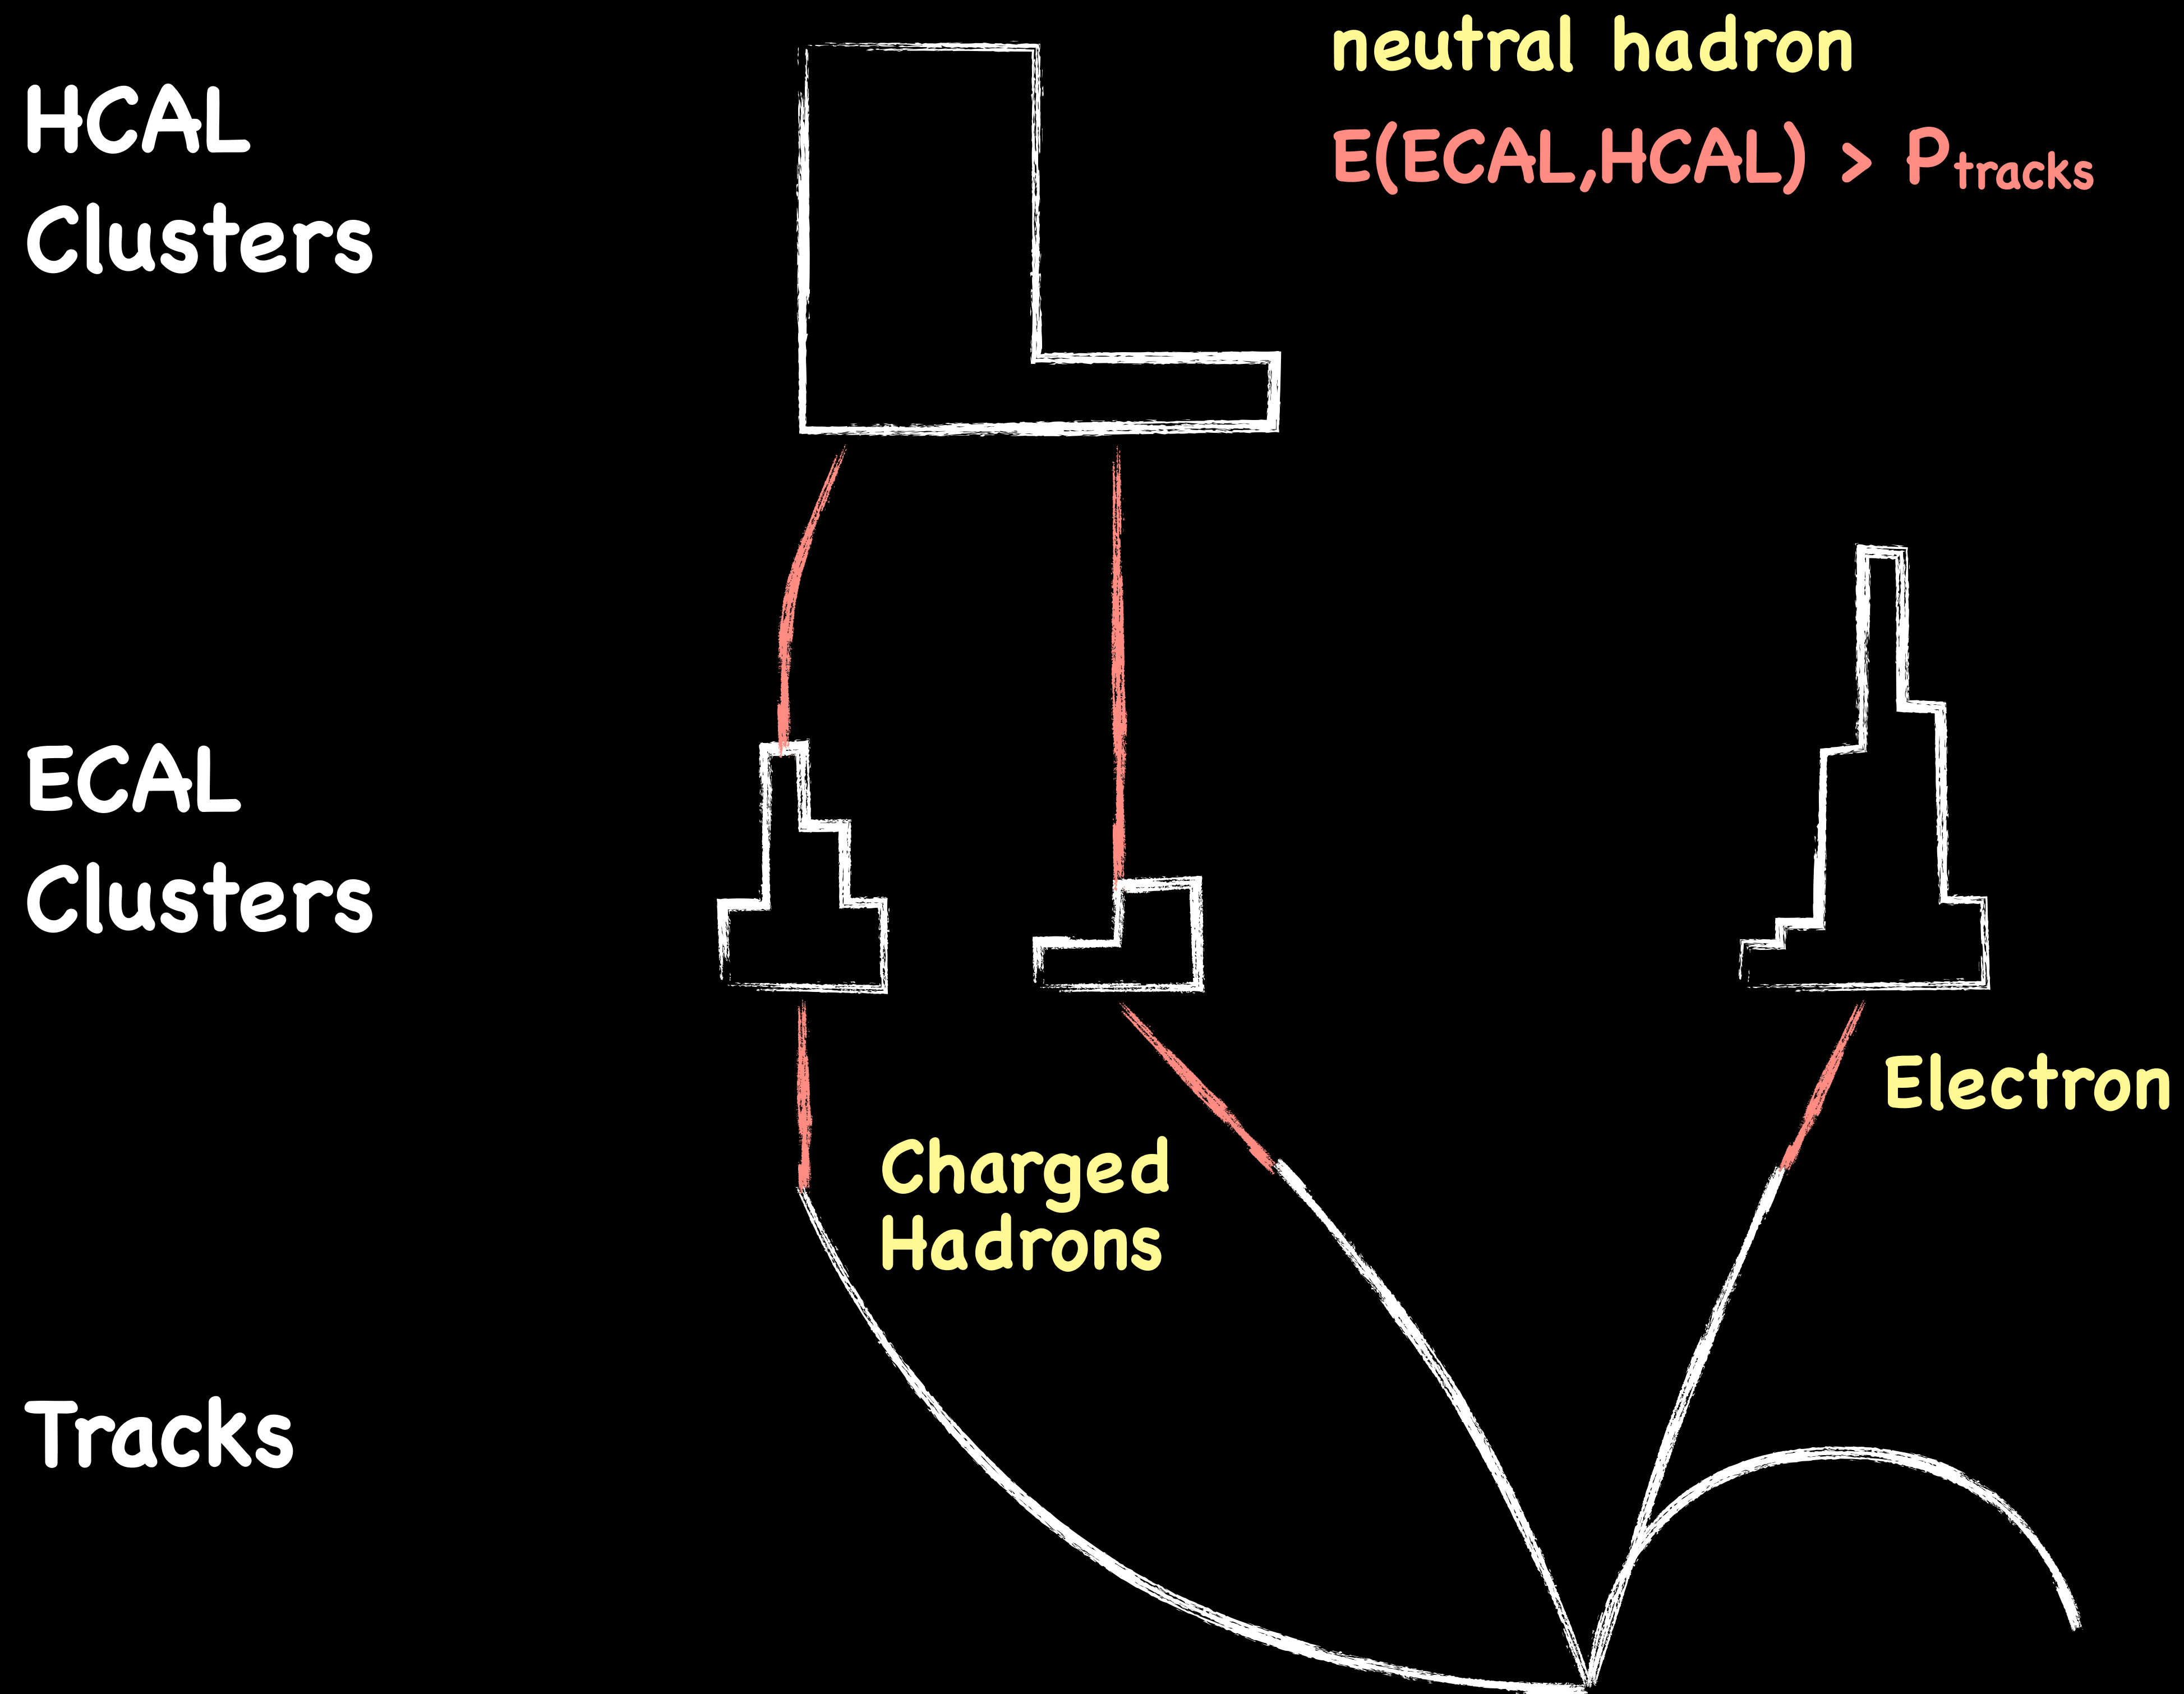 neutral hadron
HCAL
Clusters
E(ECAL,HCAL) > Ptracks
ECAL
Clusters
Electron
Charged
Hadrons
Tracks